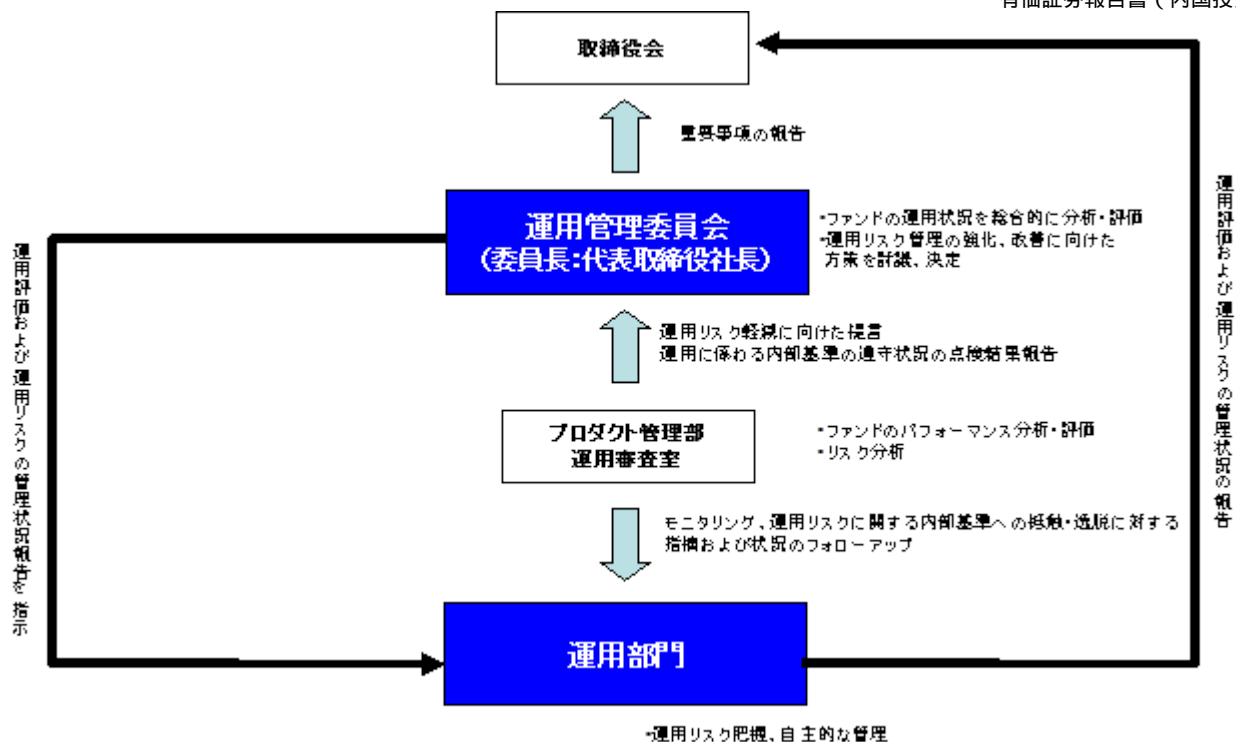 有価証券報告書（内国投
取締役会
重要事項の報告
運用管理委員会
（委員長：代表取締役社長）
・ファンドの運用状況を総合的に分析・評価
・運用リスク管理の強化、改善に向けた
方策を討議、決定
運用リスク軽減に向けた提言
運用に係わる内部基準の遵守状況の点検結果報告
プロダクト管理部
運用審査室
・ファンドのパフォーマンス分析・評価
・リスク分析
モニタリング、運用リスクに関する内部基準への抵触・逸脱に対する
指摘および状況のフォローアップ
運用部門
・運用リスク把握、自主的な管理
運用評価および運用リスクの管理状況報告を指示
運用評価および運用リスクの管理状況の報告